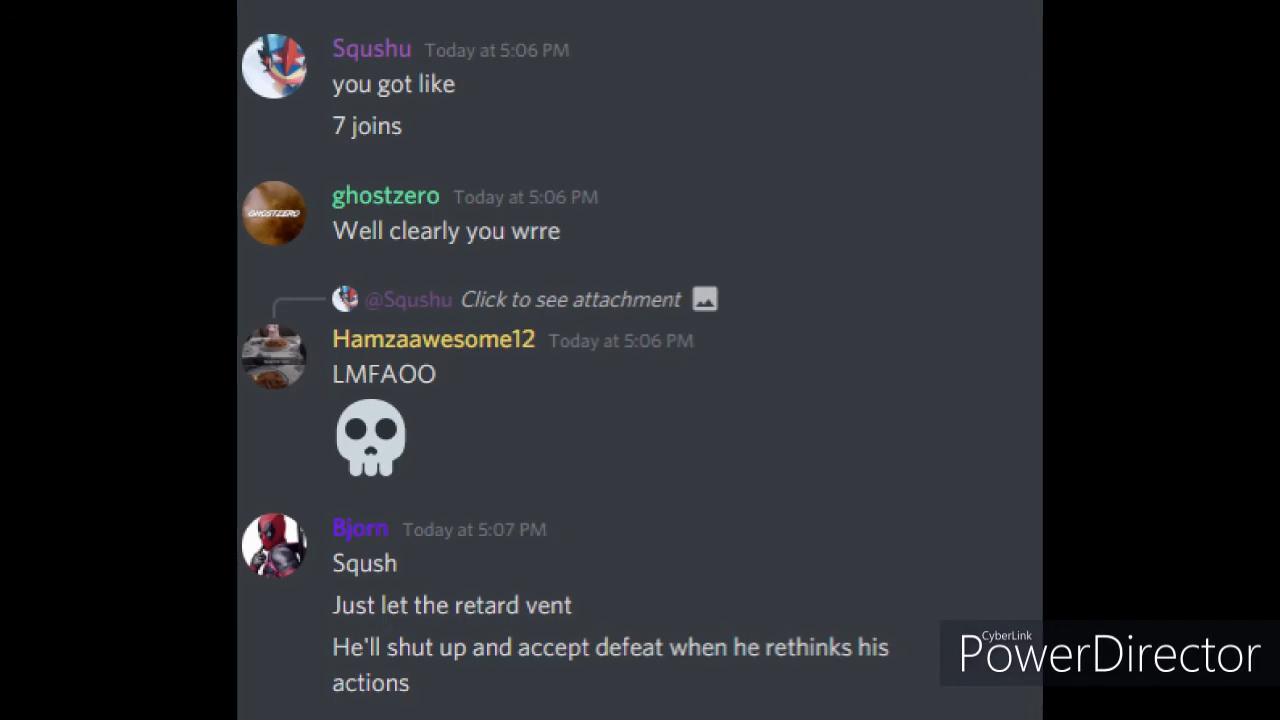 Squshu Today at 5:06 PM
you got like
7 joins
GHOSTZERO
ghostzero Today at 5:06 PM
Well clearly you wrre
@Squshu Click to see attachment
Hamzaawesome12 Today at 5:06 PM
LMFAOO
Bjorn Today at 5:07 PM
Sqush
Just let the retard vent
He'll shut up and accept defeat when he rethinks his
actions
CyberLink
PowerDirector